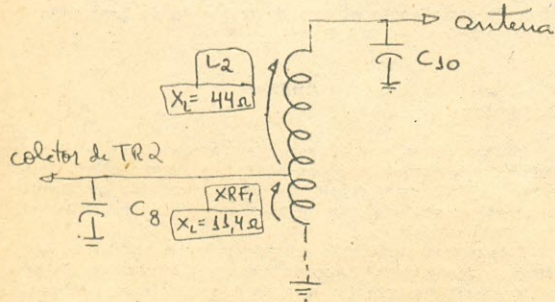 antena
C10
L2
XL= 44Ω
coletor de TR2
C8
XRF1
XL= 11,4Ω